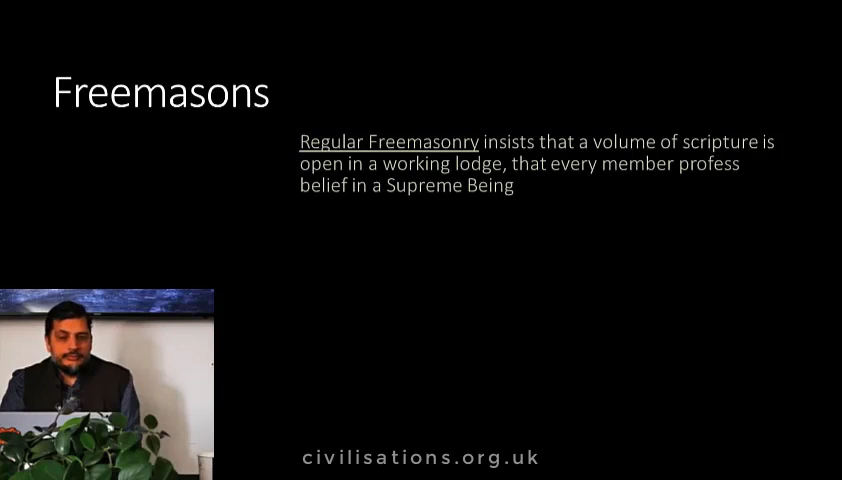 Freemasons
Regular Freemasonry insists that a volume of scripture is
open in a working lodge, that every member profess
belief in a Supreme Being
civilisations.org.uk